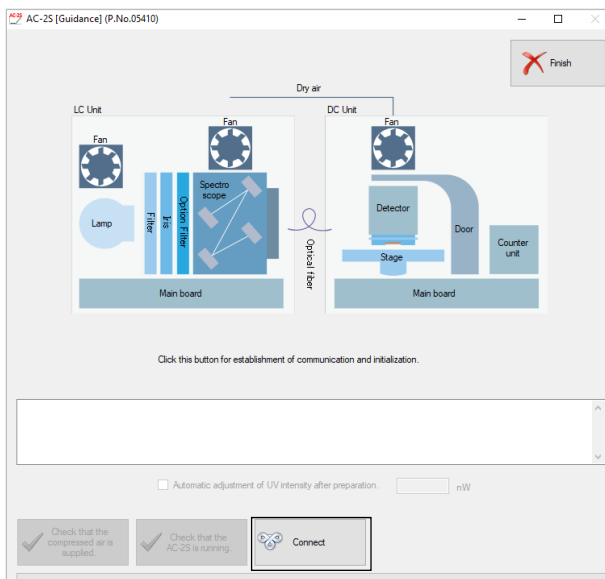 AC-2S [Guidance] (P.No.05410)
Finish
Dry air
LC Unit
DC Unit
Fan
Fan
Fan
Spectro
scope
Lamp
Filter
Iris
Option Filter
Optical fiber
Detector
Door
Counter
unit
Stage
Main board
Main board
Click this button for establishment of communication and initialization.
Automatic adjustment of UV intensity after preparation.
nW
Check that the
compressed air is
supplied.
Check that the
AC-2S is running.
Connect